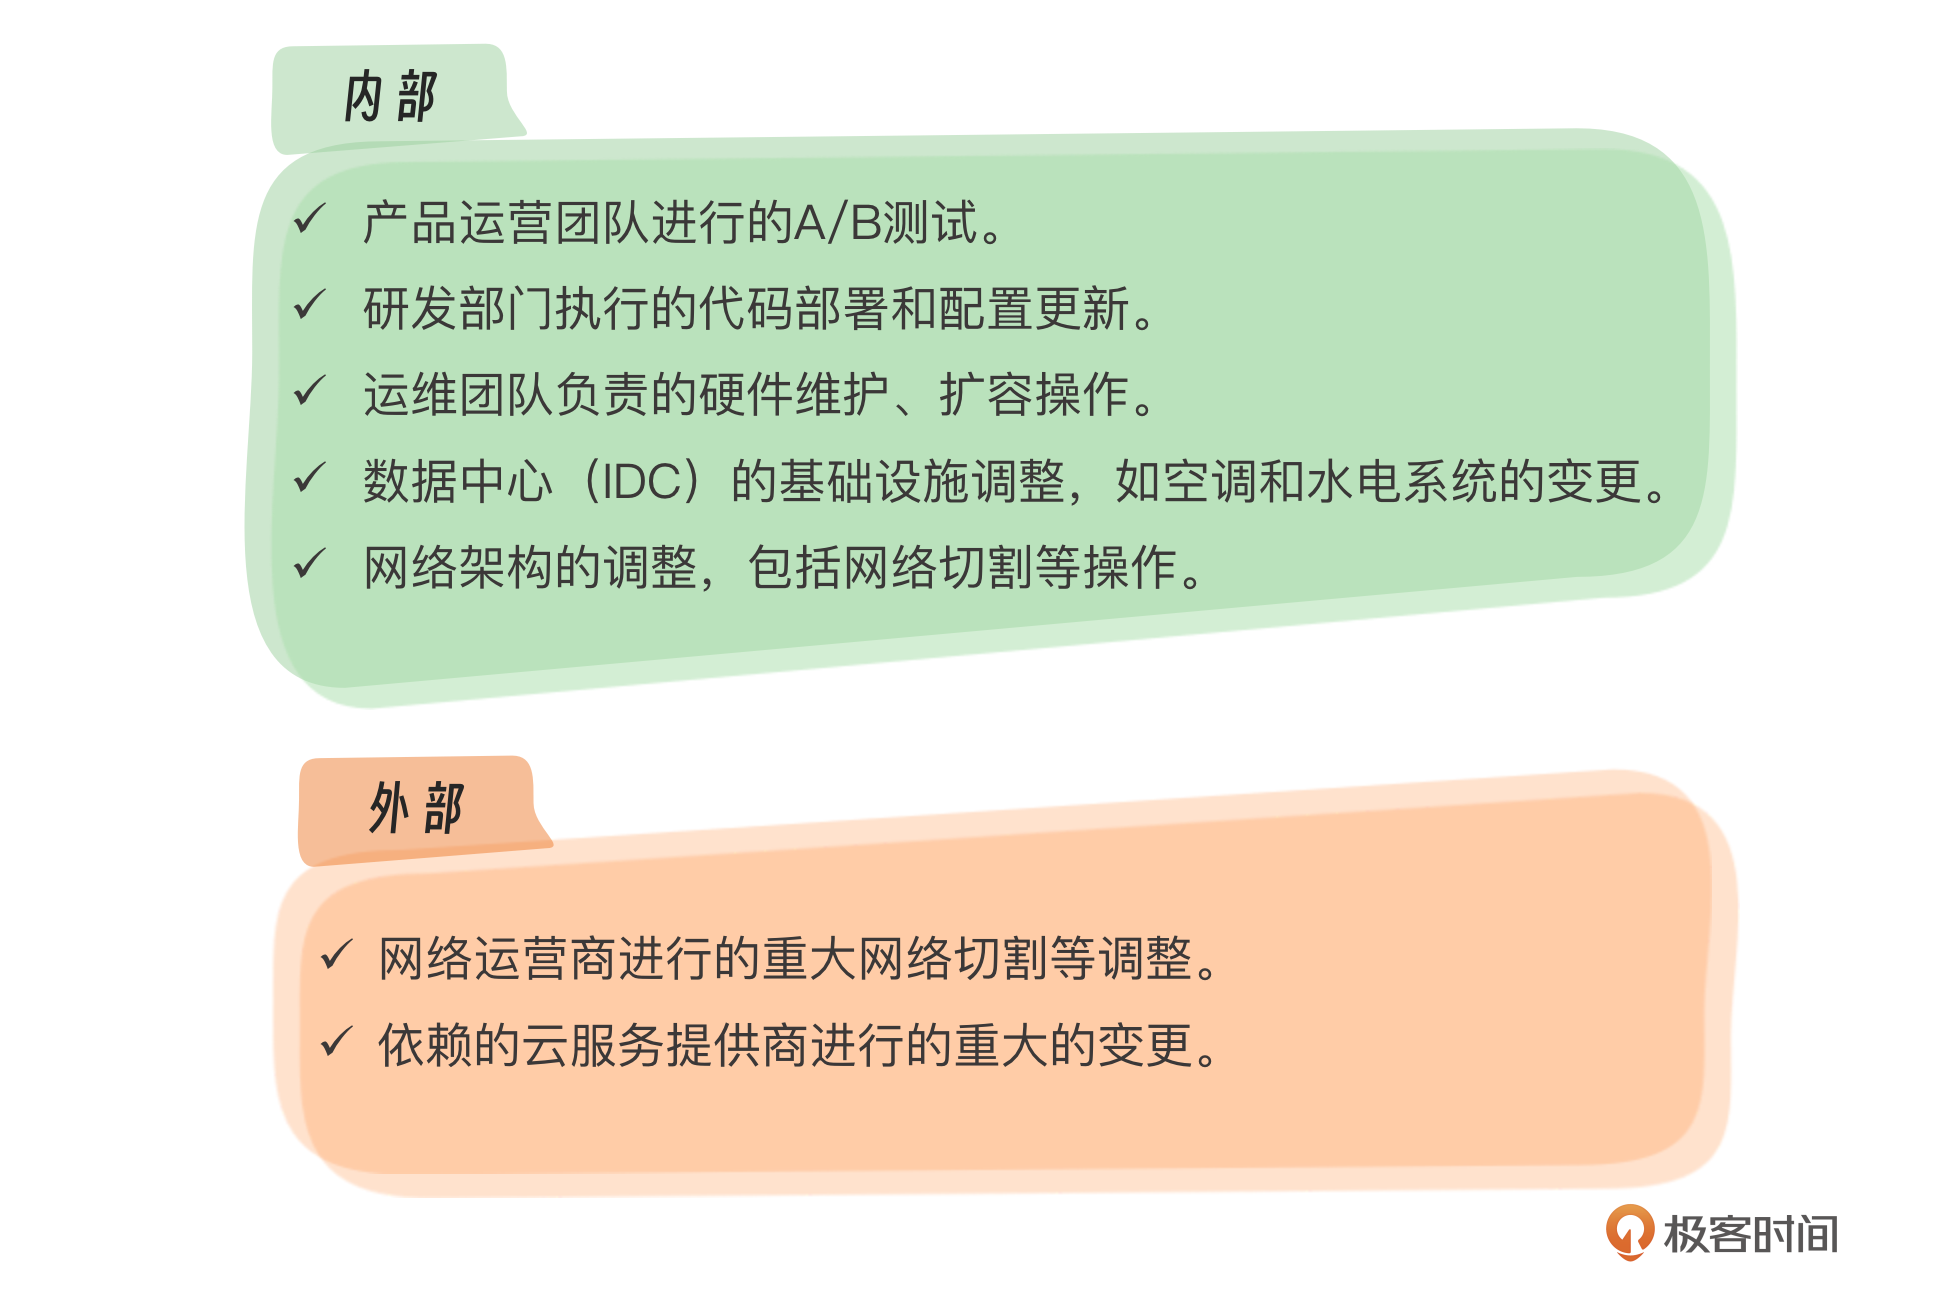 内部
✓ 产品运营团队进行的A/B测试。
✓ 研发部门执行的代码部署和配置更新。
✓ 运维团队负责的硬件维护、扩容操作。
✓ 数据中心（IDC）的基础设施调整，如空调和水电系统的变更。
✓ 网络架构的调整，包括网络切割等操作。
外部
✓ 网络运营商进行的重大网络切割等调整。
✓ 依赖的云服务提供商进行的重大的变更。
极客时间